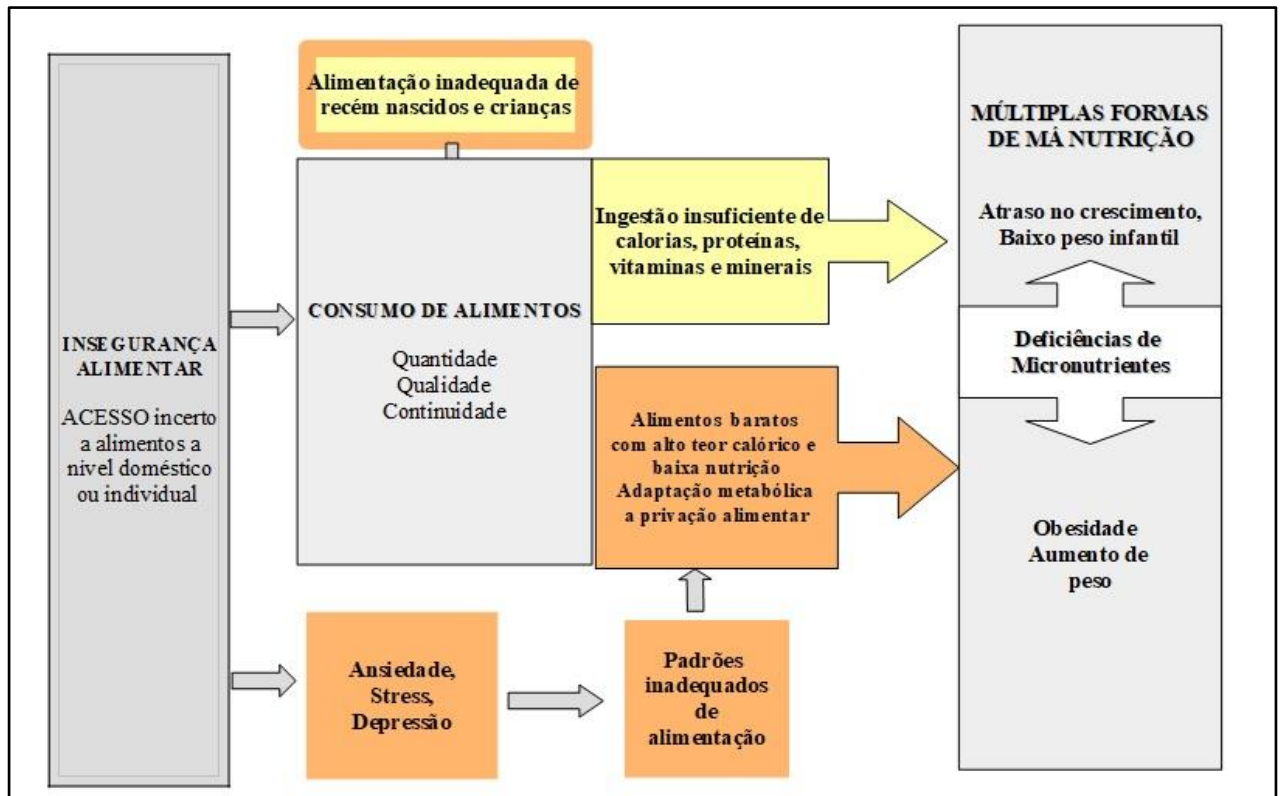 INSEGURANÇA
ALIMENTAR
ACESSO incerto
a alimentos a
nivel doméstico
ou individual
Alimentação inadequada de
recém nascidos e crianças
CONSUMO DE ALIMENTOS
Quantidade
Qualidade
Continuidade
Ingestão insuficiente de
calorias, proteínas,
vitaminas e minerais
Alimentos baratos
com alto teor calórico e
baixa nutrição
Adaptação metabólica
a privação alimentar
Ansiedade,
Stress,
Depressão
Padrões
inadequados
de
alimentação
MÚLTIPLAS FORMAS
DE MÁ NUTRIÇÃO
Atraso no crescimento,
Baixo peso infantil
Deficiências de
Micronutrientes
Obesidade
Aumento de
peso